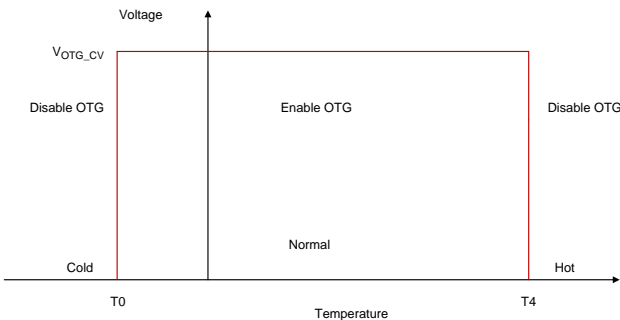 Voltage
VOTG_CV
Disable OTG
Enable OTG
Disable OTG
Normal
Cold
Hot
T0
T4
Temperature